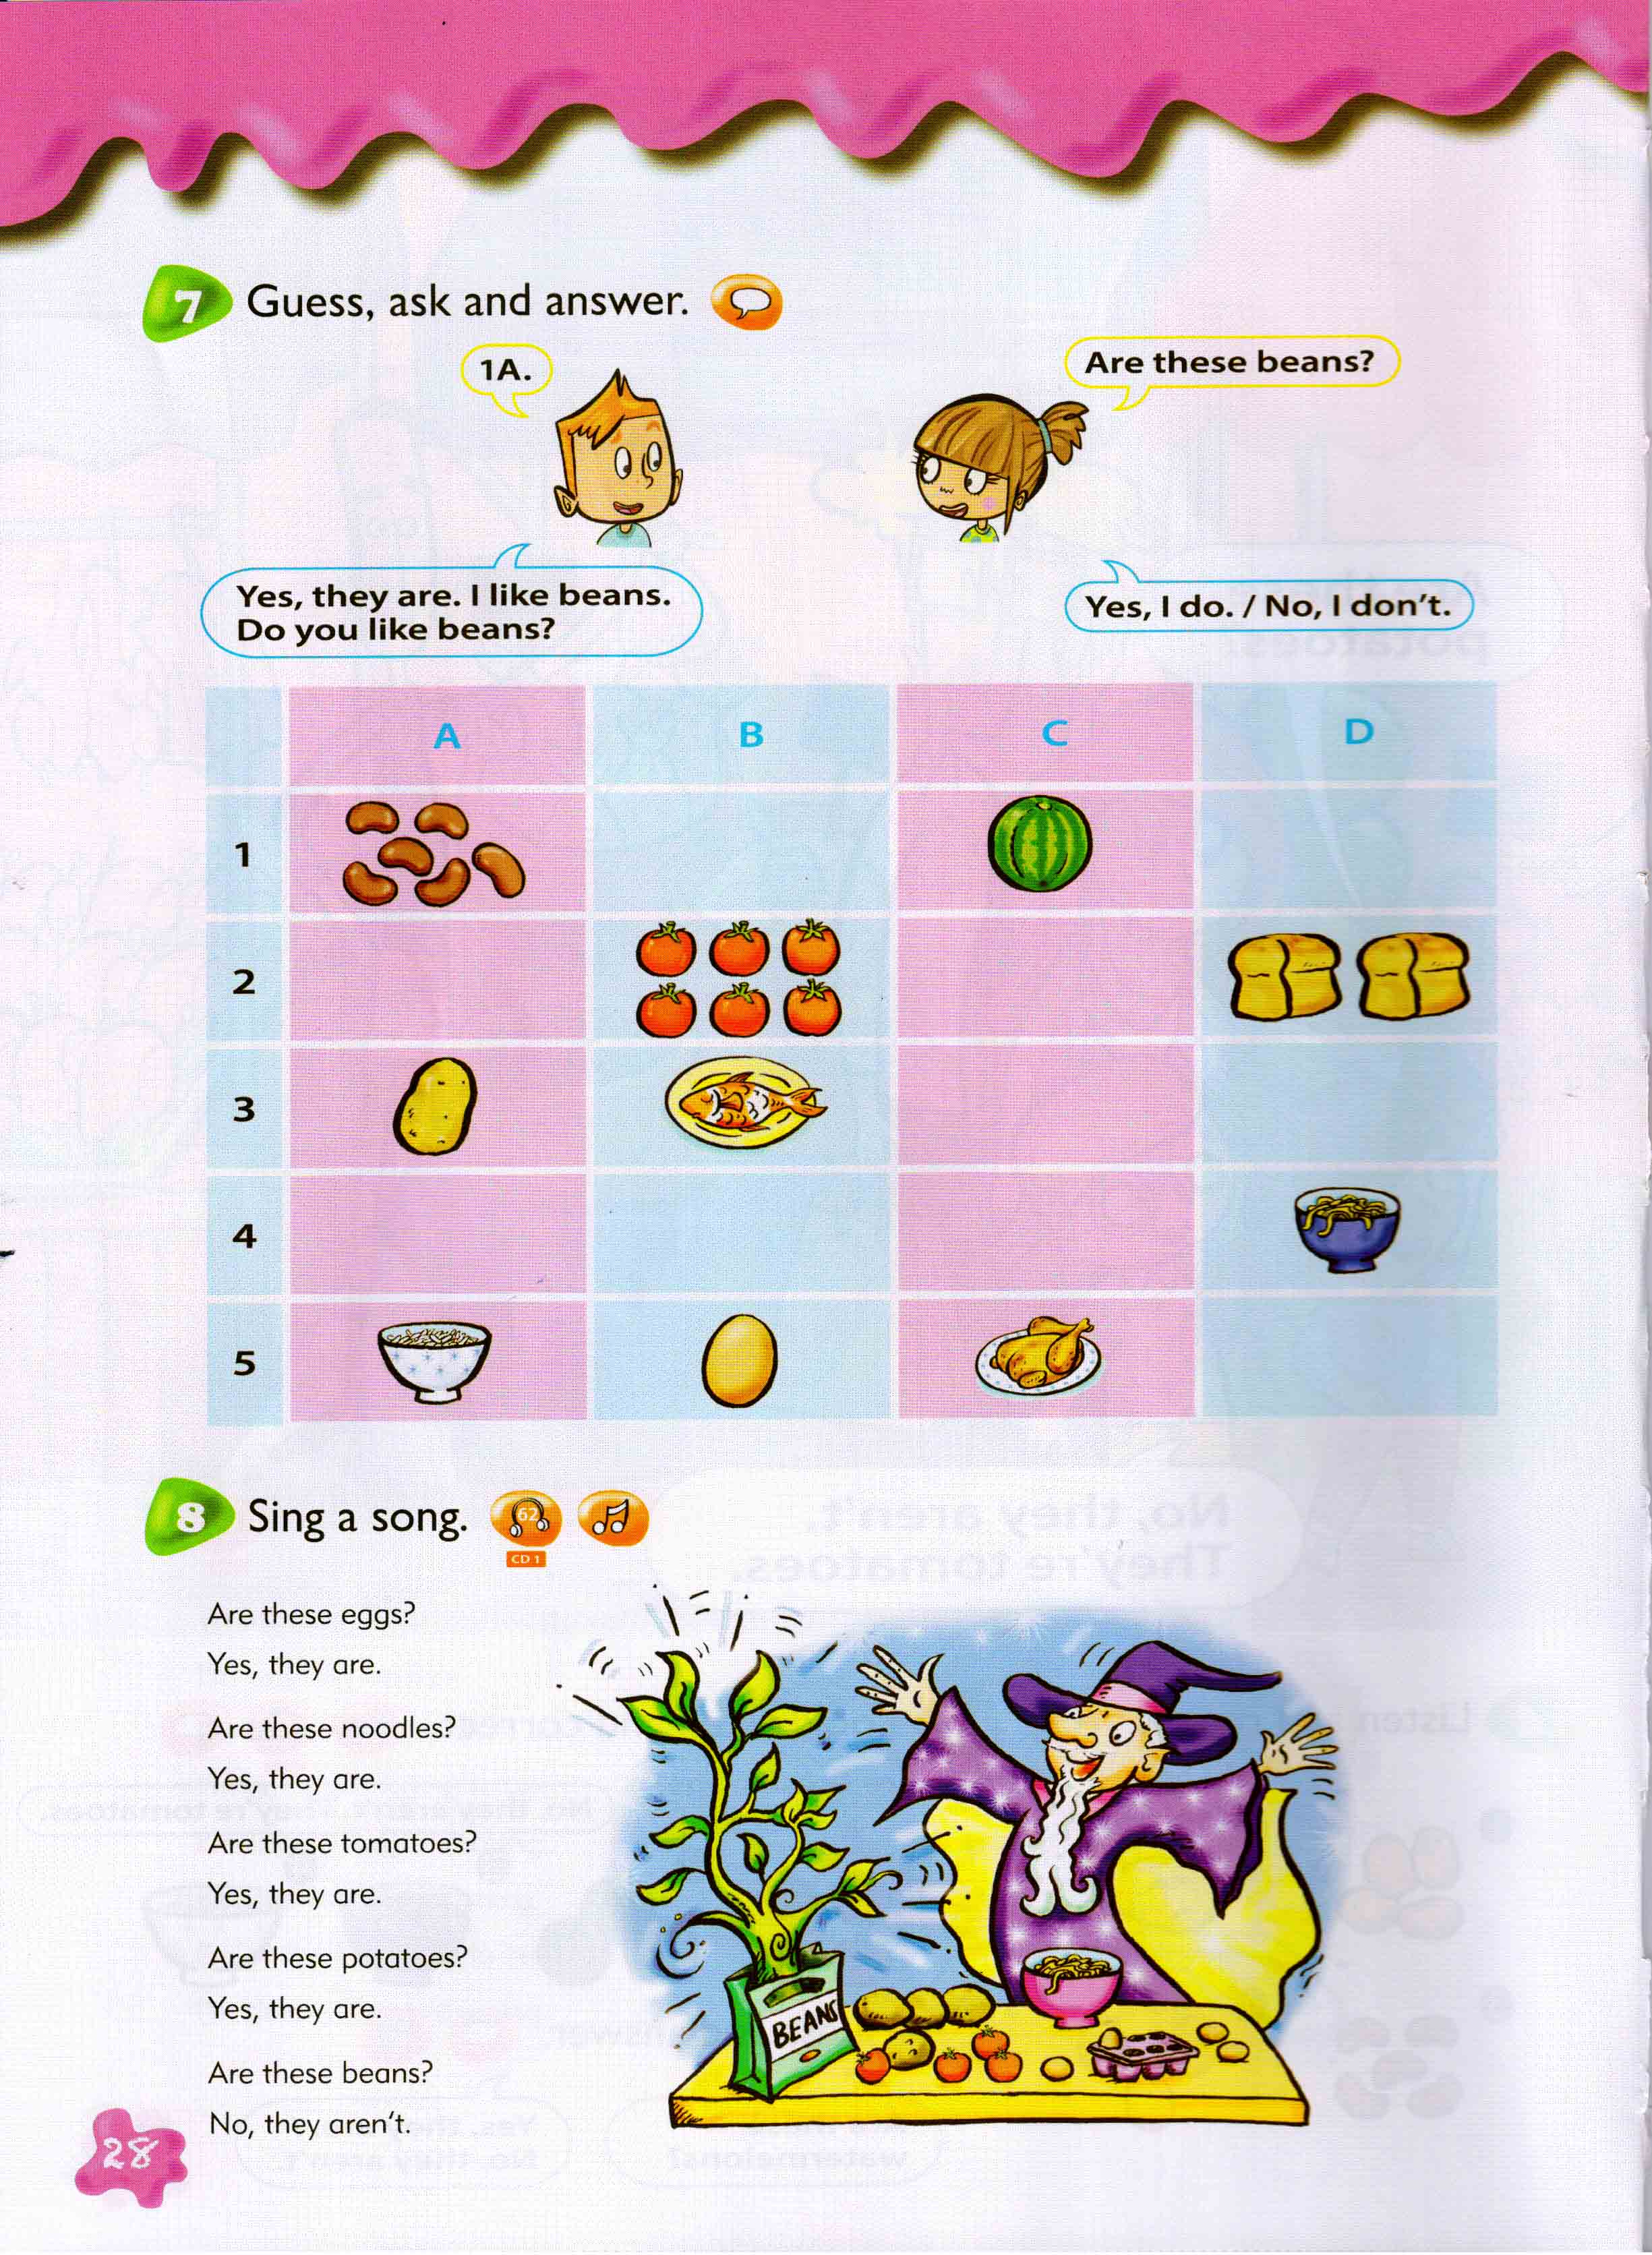 7 Guess, ask and answer.
1A.
Are these beans?
Yes, they are. I like beans.
Do you like beans?
Yes, I do. / No, I don't.
A B C D
1
2
3
4
5
8 Sing a song.
62
CD 1
Are these eggs?
Yes, they are.
Are these noodles?
Yes, they are.
Are these tomatoes?
Yes, they are.
Are these potatoes?
Yes, they are.
Are these beans?
No, they aren't.
BEANS
28